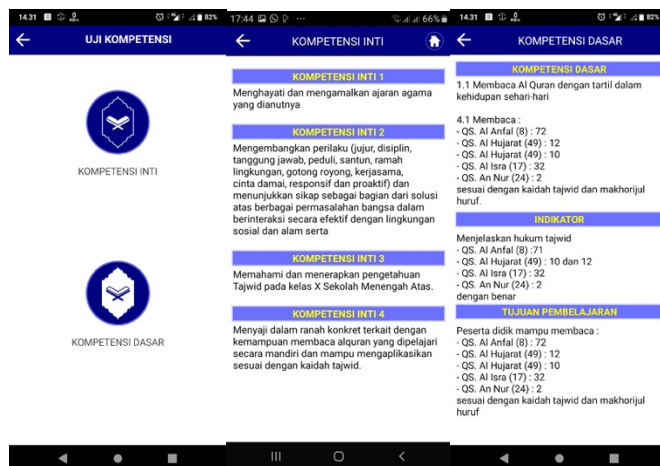 14.31
82%
UJI KOMPETENSI
KOMPETENSI INTI
KOMPETENSI DASAR
17:44
66%
KOMPETENSI INTI
KOMPETENSI INTI 1
Menghayati dan mengamalkan ajaran agama
yang dianutnya
KOMPETENSI INTI 2
Mengembangkan perilaku (jujur, disiplin,
tanggung jawab, peduli, santun, ramah
lingkungan, gotong royong, kerjasama,
cinta damai, responsif dan proaktif) dan
menunjukkan sikap sebagai bagian dari solusi
atas berbagai permasalahan bangsa dalam
berinteraksi secara efektif dengan lingkungan
sosial dan alam serta
KOMPETENSI INTI 3
Memahami dan menerapkan pengetahuan
Tajwid pada kelas X Sekolah Menengah Atas.
KOMPETENSI INTI 4
Menyaji dalam ranah konkret terkait dengan
kemampuan membaca alquran yang dipelajari
secara mandiri dan mampu mengaplikasikan
sesuai dengan kaidah tajwid.
14.31
82%
KOMPETENSI DASAR
KOMPETENSI DASAR
1.1 Membaca Al Quran dengan tartil dalam
kehidupan sehari-hari
4.1 Membaca :
- QS. Al Anfal (8) : 72
- QS. Al Hujarat (49) : 12
- QS. Al Hujarat (49) : 10
- QS. Al Isra (17) : 32
- QS. An Nur (24) : 2
sesuai dengan kaidah tajwid dan makhorijul
huruf.
INDIKATOR
Menjelaskan hukum tajwid
- QS. Al Anfal (8) :71
- QS. Al Hujarat (49) : 10 dan 12
- QS. Al Isra (17) : 32
- QS. An Nur (24) : 2
dengan benar
TUJUAN PEMBELAJARAN
Peserta didik mampu membaca :
- QS. Al Anfal (8) : 72
- QS. Al Hujarat (49) : 12
- QS. Al Hujarat (49) : 10
- QS. Al Isra (17) : 32
- QS. An Nur (24) : 2
sesuai dengan kaidah tajwid dan makhorijul
huruf